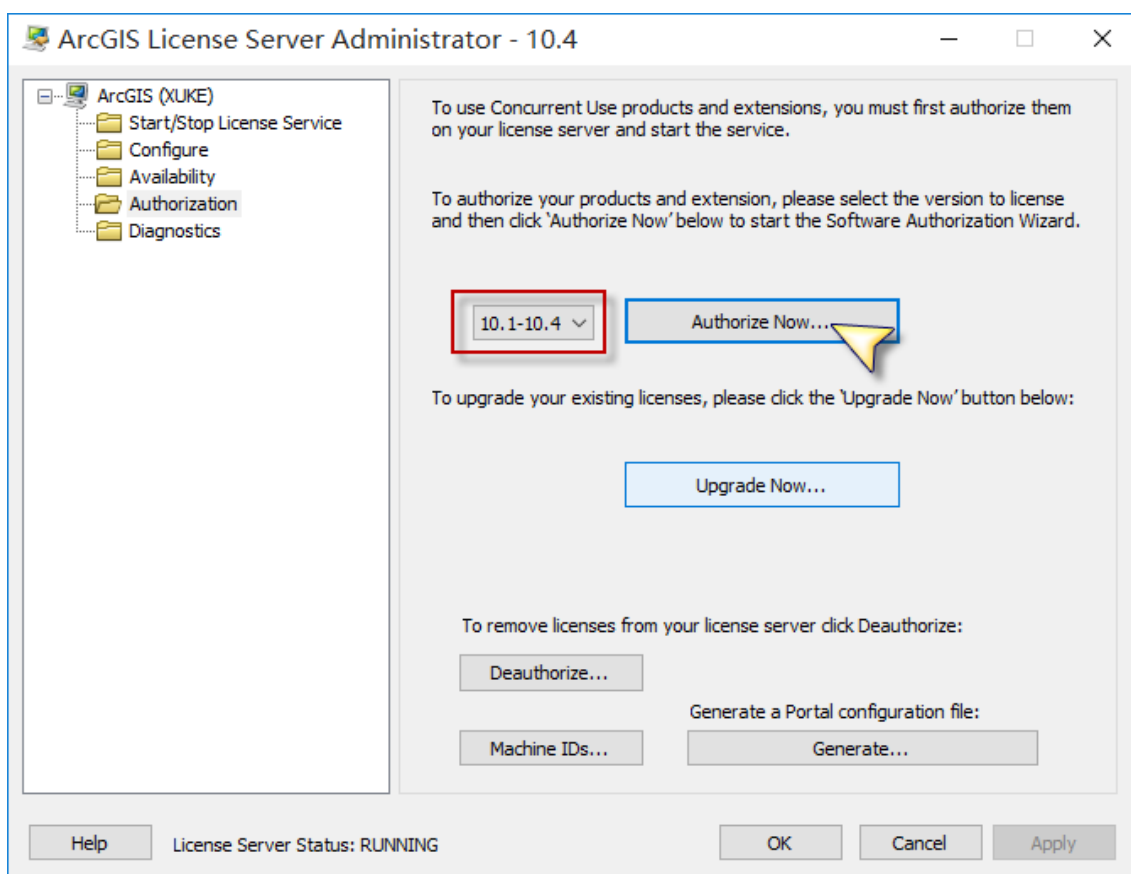 ArcGIS License Server Administrator - 10.4
ArcGIS (XUKE)
Start/Stop License Service
Configure
Availability
Authorization
Diagnostics
To use Concurrent Use products and extensions, you must first authorize them
on your license server and start the service.
To authorize your products and extension, please select the version to license
and then click `Authorize Now´ below to start the Software Authorization Wizard.
10.1-10.4
Authorize Now...
To upgrade your existing licenses, please click the `Upgrade Now´ button below:
Upgrade Now...
To remove licenses from your license server click Deauthorize:
Deauthorize...
Generate a Portal configuration file:
Machine IDs...
Generate...
Help
License Server Status: RUNNING
OK
Cancel
Apply